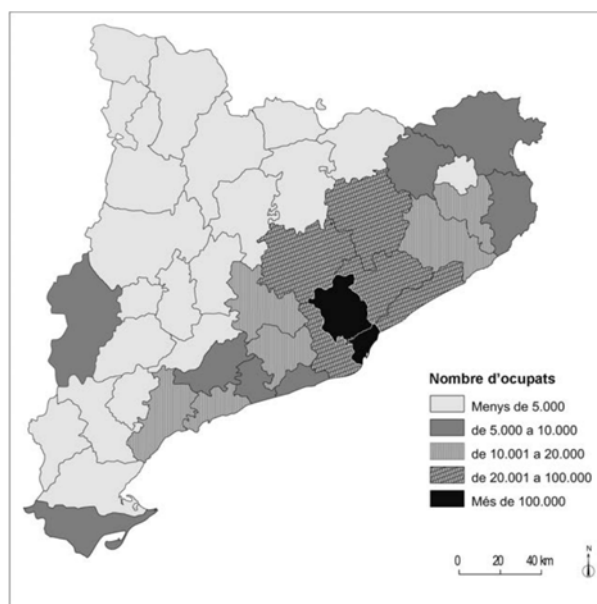 Nombre d'ocupats
Menys de 5.000
de 5.000 a 10.000
de 10.001 a 20.000
de 20.001 a 100.000
Més de 100.000
0 20 40 km
N